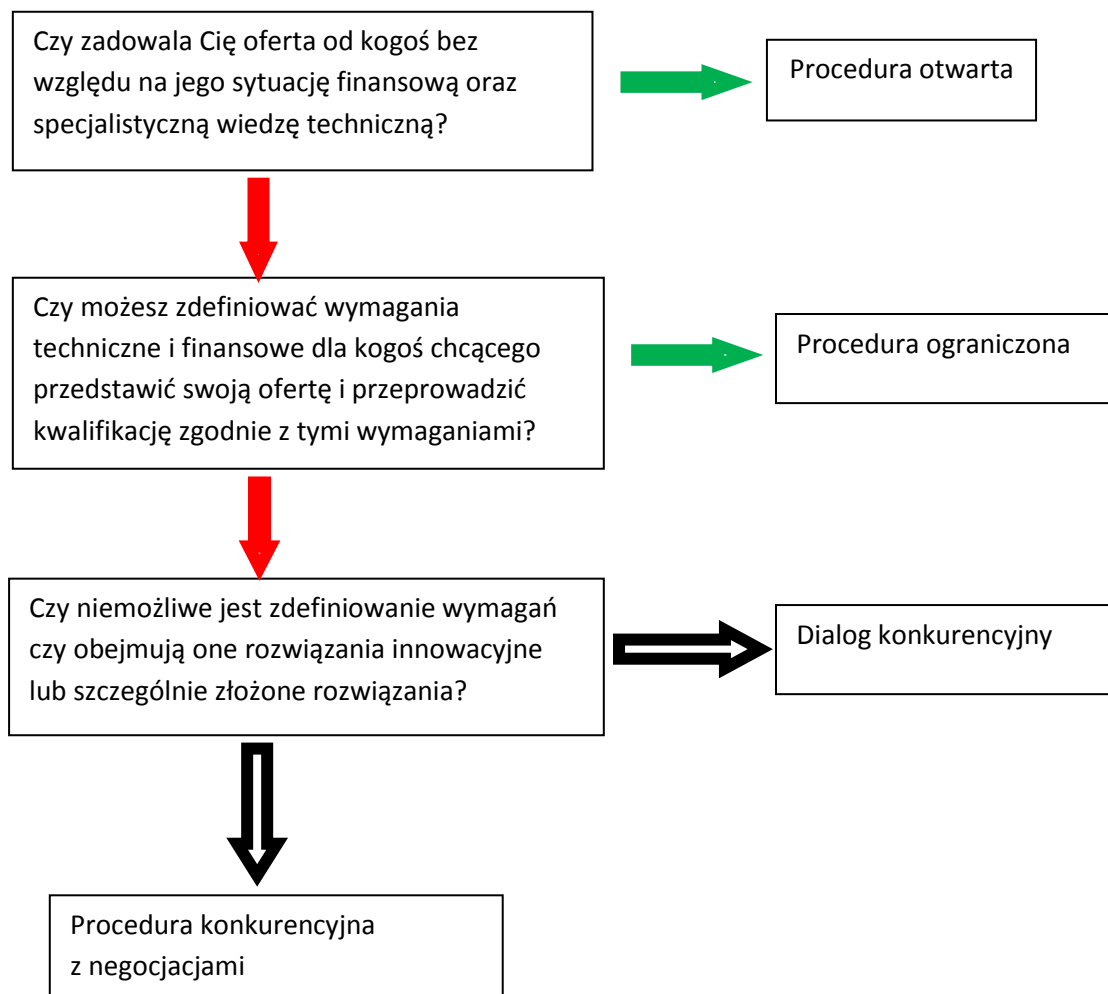 Czy zadowala Cię oferta od kogoś bez
względu na jego sytuację finansową oraz
specjalistyczną wiedzę techniczną?
Procedura otwarta
Czy możesz zdefiniować wymagania
techniczne i finansowe dla kogoś chcącego
przedstawić swoją ofertę i przeprowadzić
kwalifikację zgodnie z tymi wymaganiami?
Procedura ograniczona
Czy niemożliwe jest zdefiniowanie wymagań
czy obejmują one rozwiązania innowacyjne
lub szczególnie złożone rozwiązania?
Dialog konkurencyjny
Procedura konkurencyjna
z negocjacjami